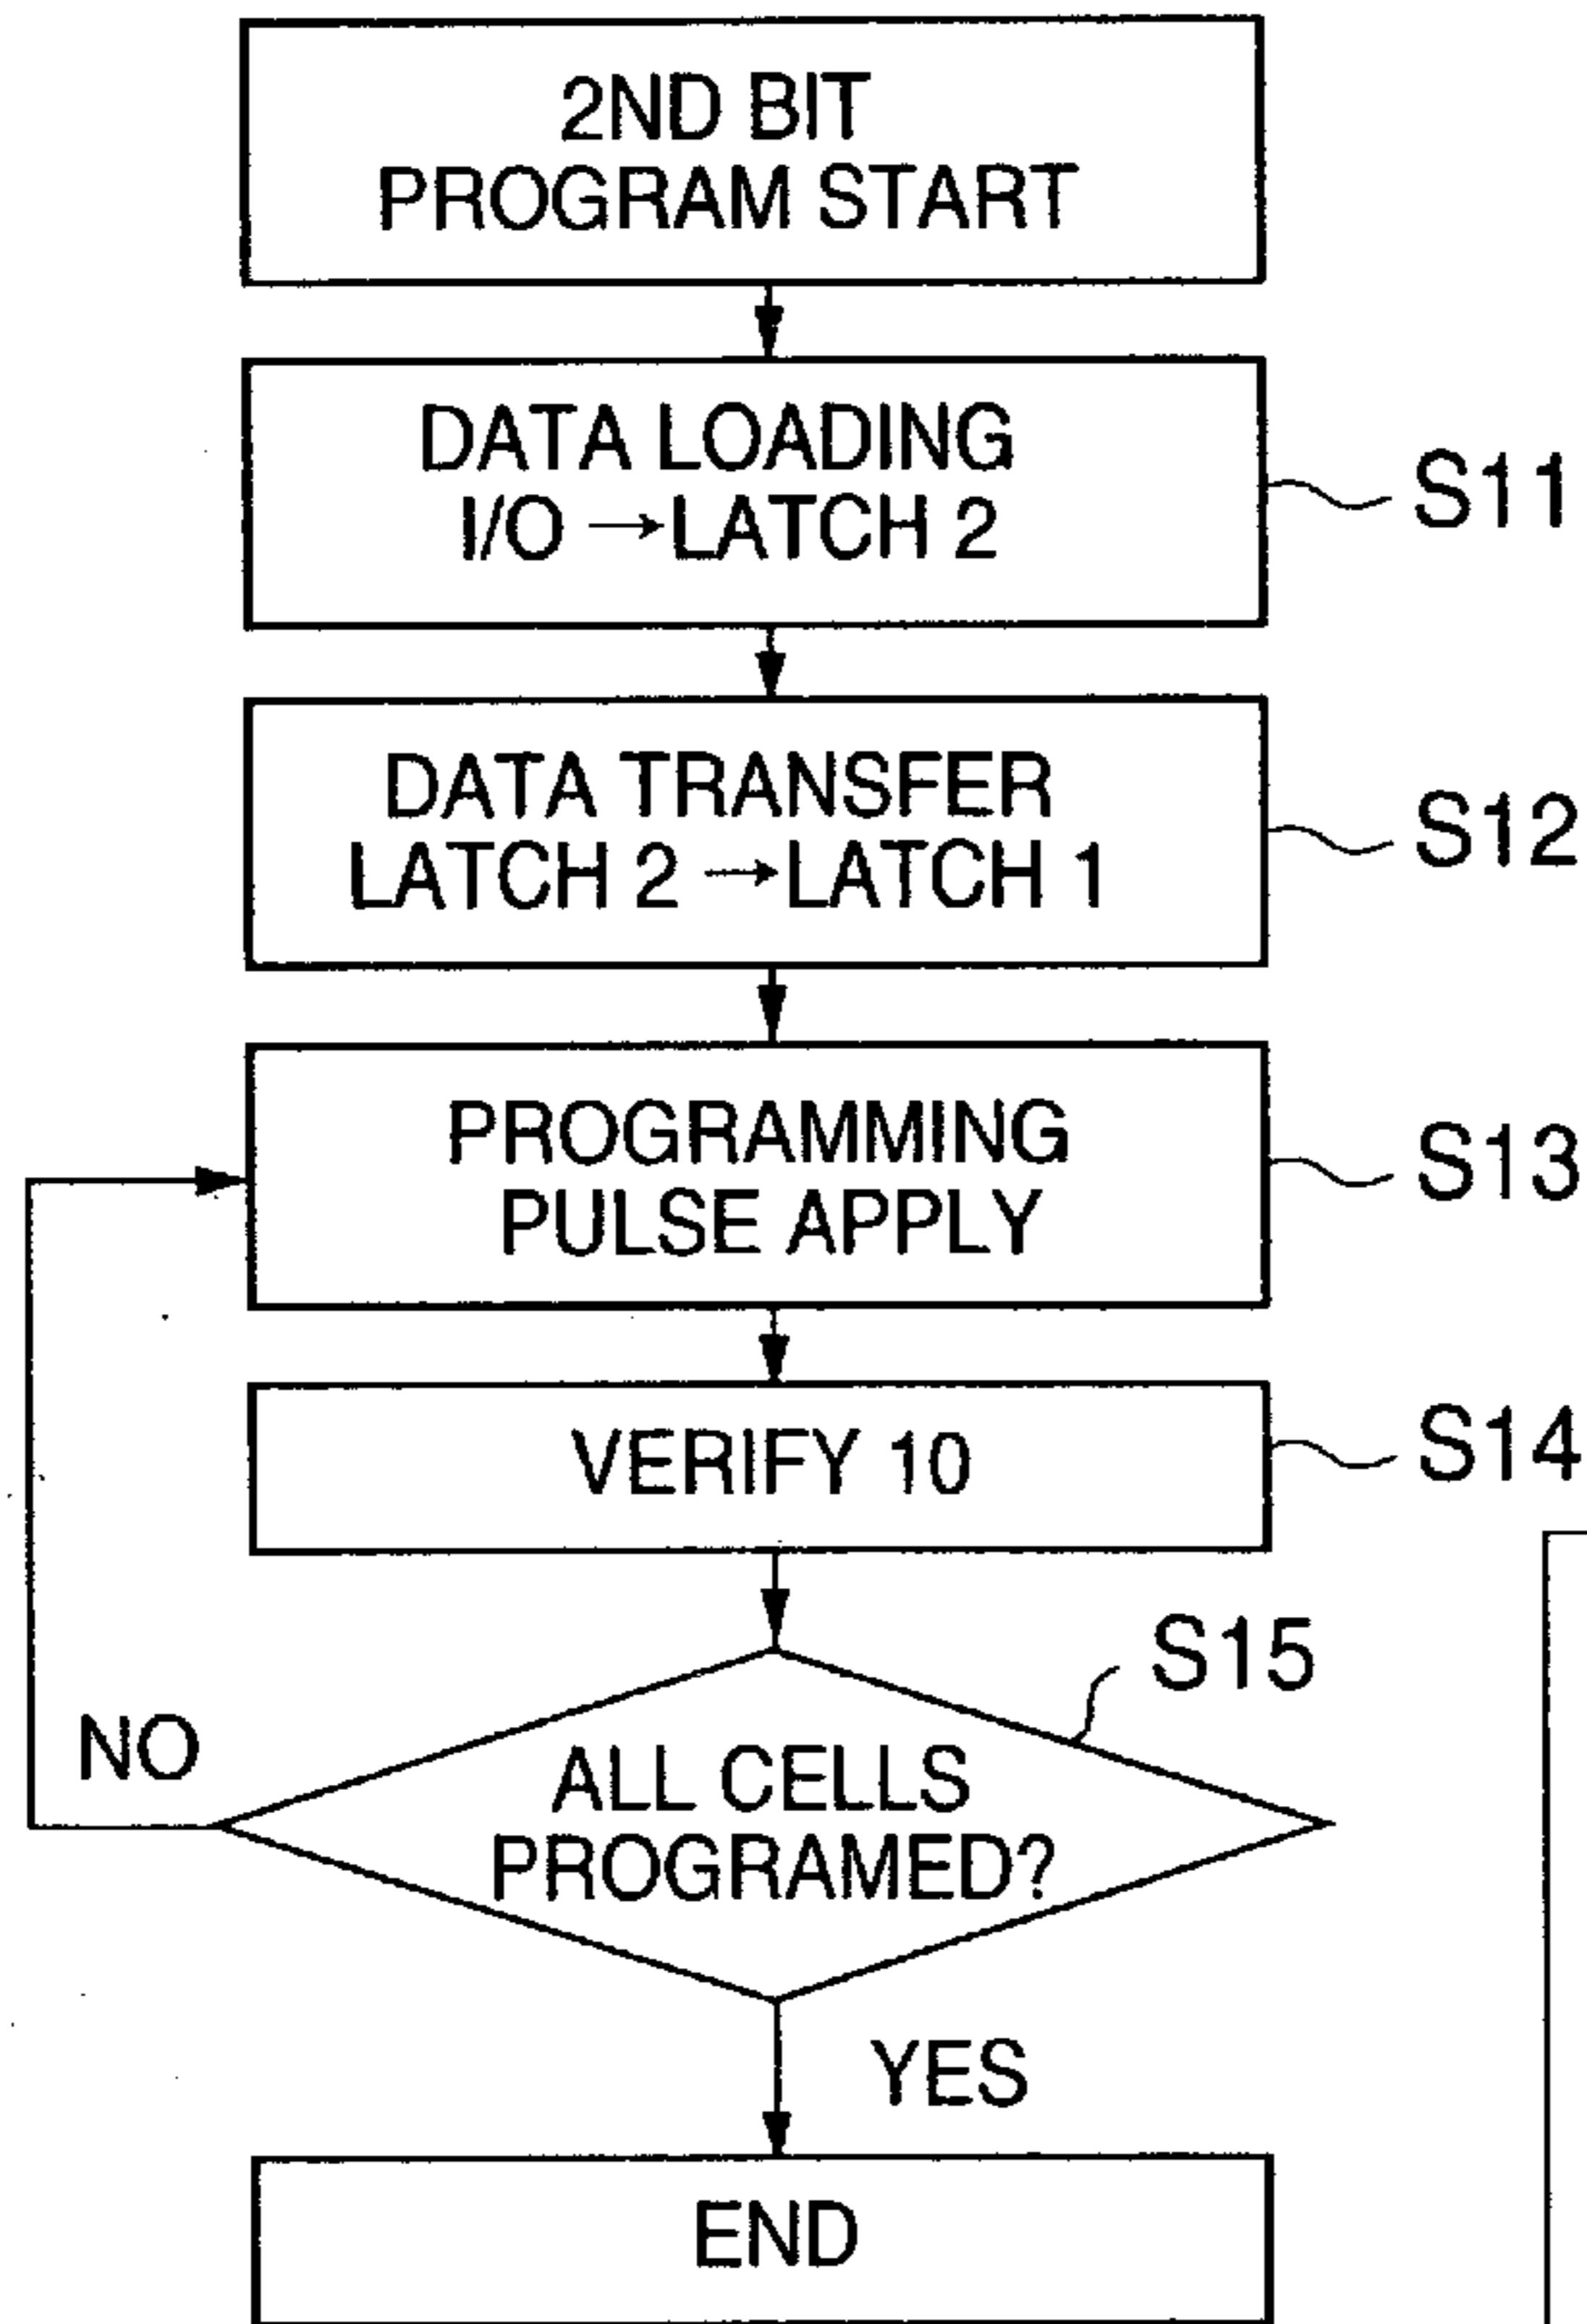 2ND BIT
PROGRAM START
DATA LOADING
I/O → LATCH 2
S11
DATA TRANSFER
LATCH 2 → LATCH 1
S12
PROGRAMMING
PULSE APPLY
S13
VERIFY 10
S14
S15
NO
ALL CELLS
PROGRAMED?
YES
END